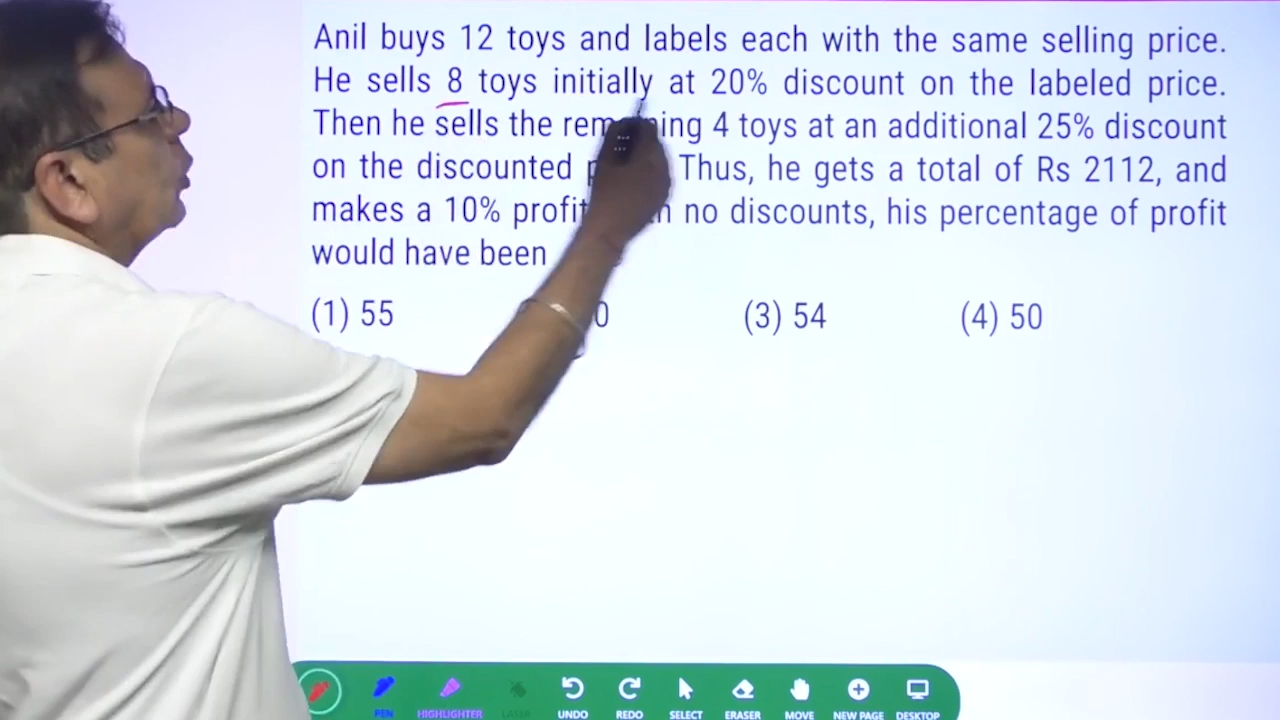 Anil buys 12 toys and labels each with the same selling price.
He sells 8 toys initially at 20% discount on the labeled price.
Then he sells the 4 toys at an additional 25% discount
on the discounted Thus, he gets a total of Rs 2112, and
makes a 10% profit no discounts, his percentage of profit
would have been
(1) 55 (3) 54 (4) 50
PEN HIGHLIGHTER LASER UNDO REDO SELECT ERASER MOVE NEW PAGE DESKTOP